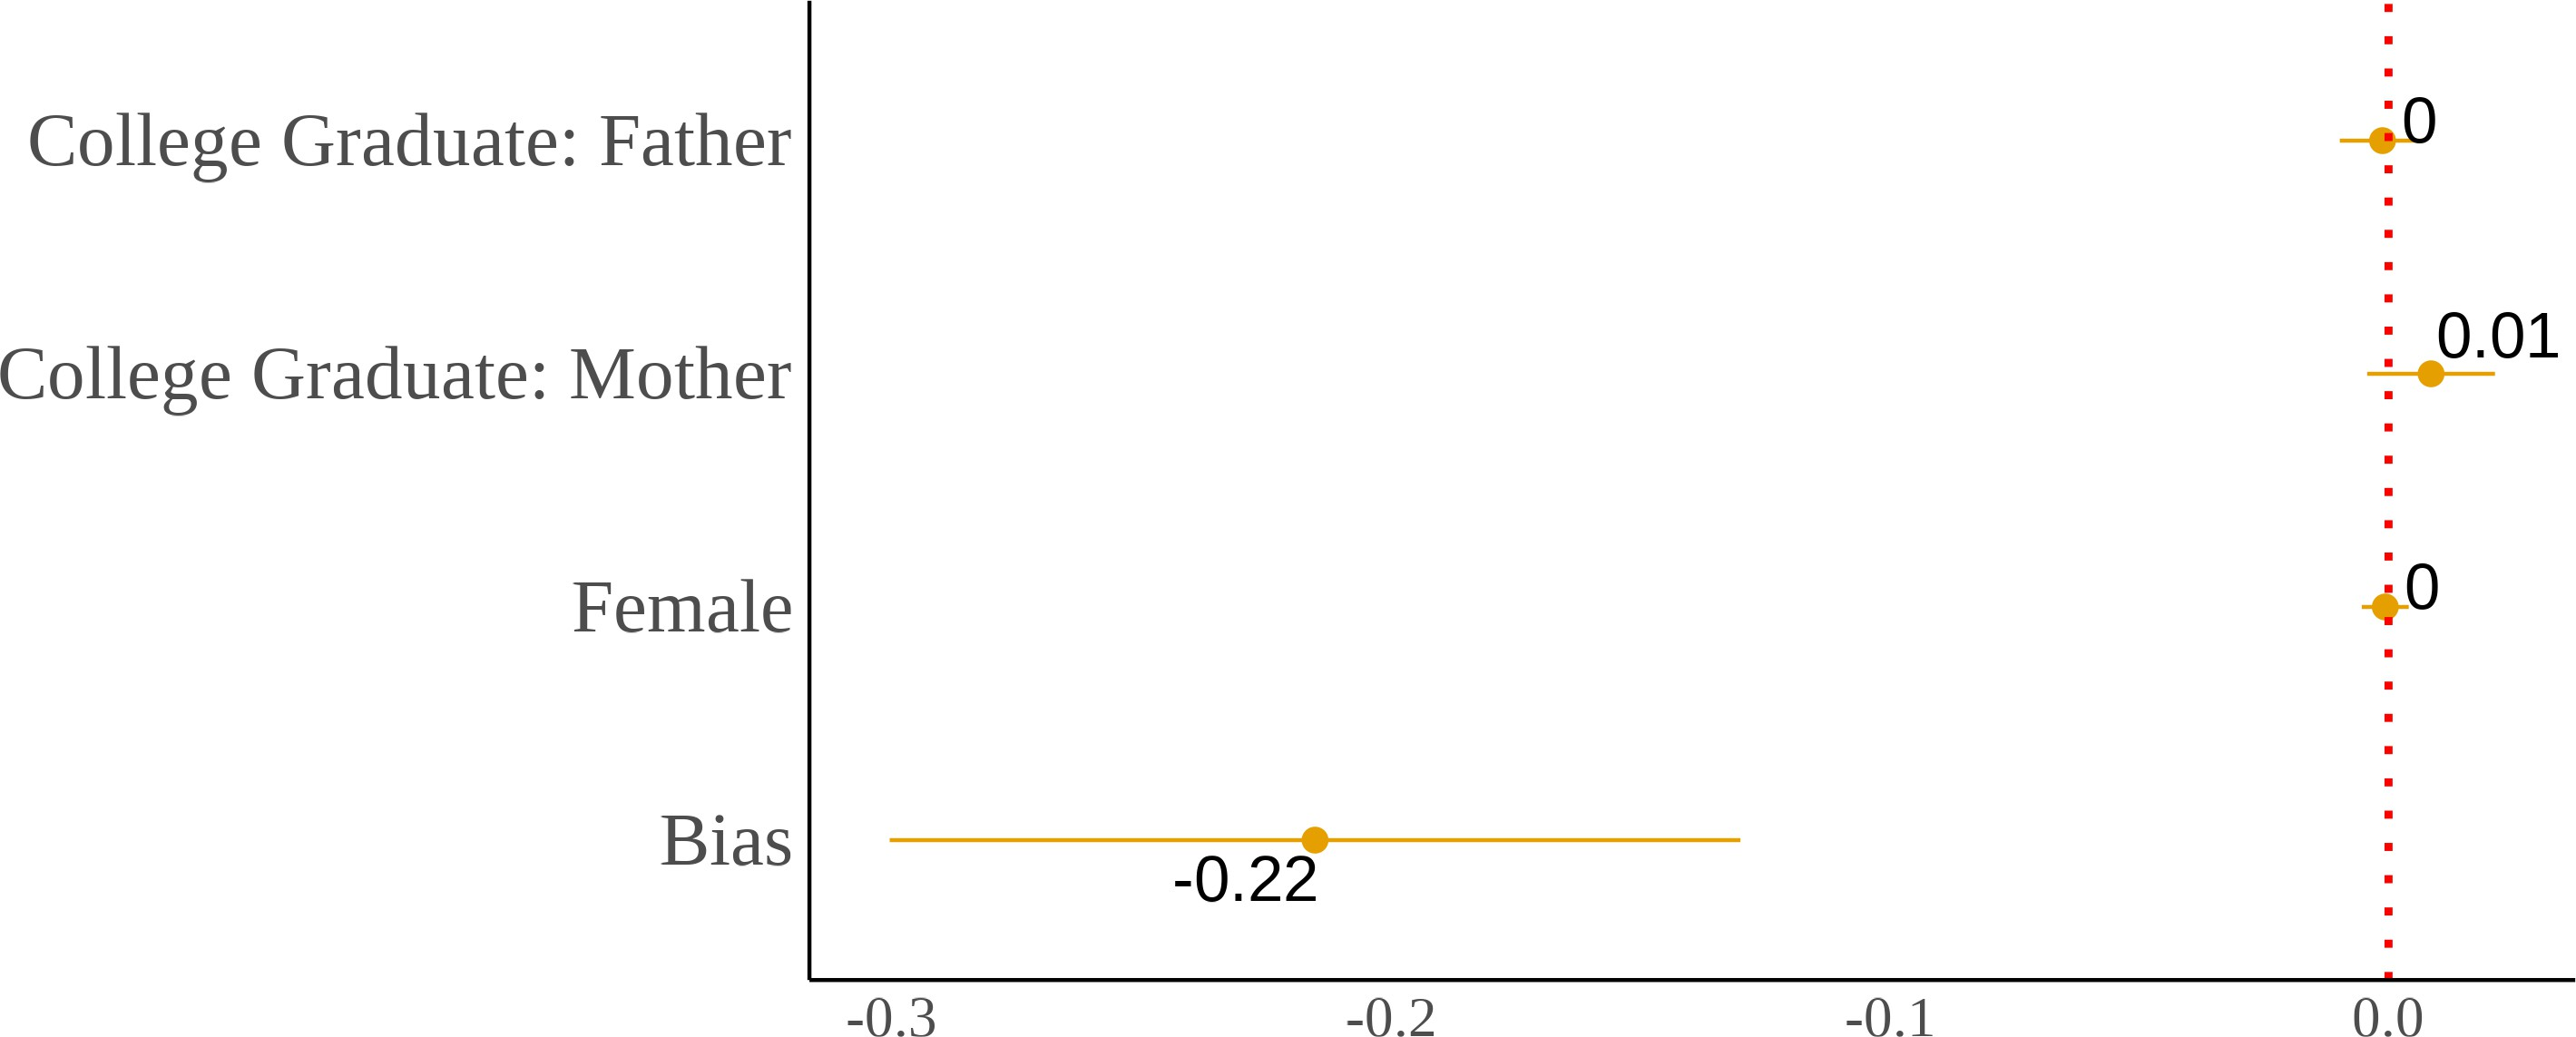 College Graduate: Father
0
College Graduate: Mother
0.01
Female
0
Bias
-0.22
-0.3 -0.2 -0.1 0.0